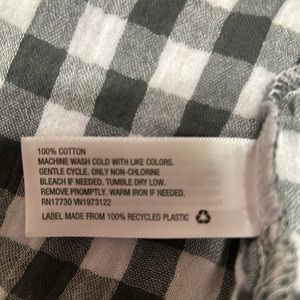 100% COTTON
MACHINE WASH COLD WITH LIKE COLORS.
GENTLE CYCLE. ONLY NON-CHLORINE
BLEACH IF NEEDED. TUMBLE DRY LOW.
REMOVE PROMPTLY. WARM IRON IF NEEDED.
RN17730 VN1973122
LABEL MADE FROM 100% RECYCLED PLASTIC